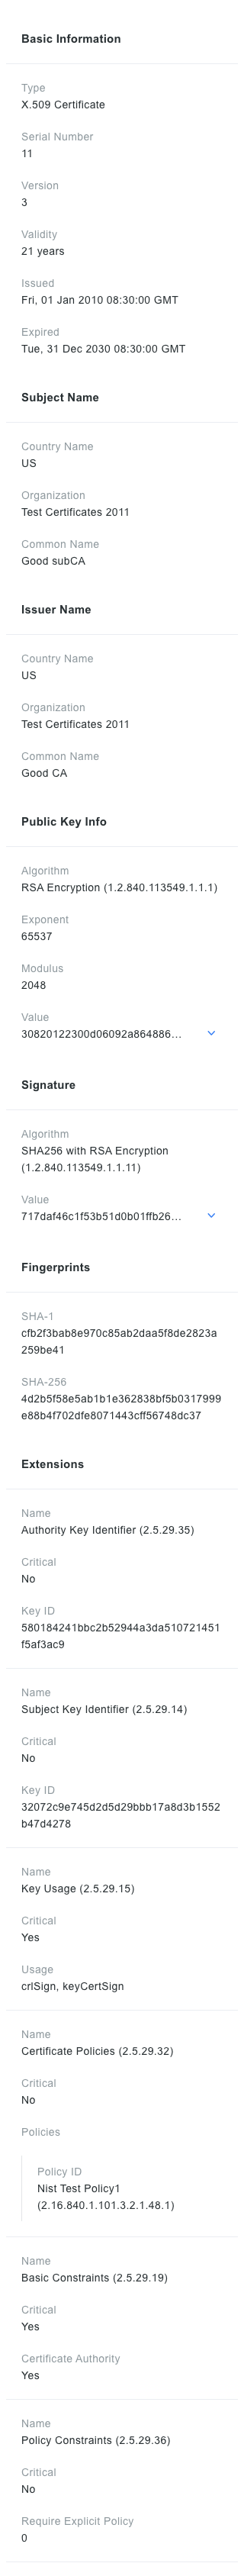 Basic Information
Type
X.509 Certificate
Serial Number
11
Version
3
Validity
21 years
Issued
Fri, 01 Jan 2010 08:30:00 GMT
Expired
Tue, 31 Dec 2030 08:30:00 GMT
Subject Name
Country Name
US
Organization
Test Certificates 2011
Common Name
Good subCA
Issuer Name
Country Name
US
Organization
Test Certificates 2011
Common Name
Good CA
Public Key Info
Algorithm
RSA Encryption (1.2.840.113549.1.1.1)
Exponent
65537
Modulus
2048
Value
30820122300d06092a864886...
Signature
Algorithm
SHA256 with RSA Encryption
(1.2.840.113549.1.1.11)
Value
717daf46c1f53b51d0b01ffb26...
Fingerprints
SHA-1
cfb2f3bab8e970c85ab2daa5f8de2823a
259be41
SHA-256
4d2b5f58e5ab1b1e362838bf5b0317999
e88b4f702dfe8071443cff56748dc37
Extensions
Name
Authority Key Identifier (2.5.29.35)
Critical
No
Key ID
580184241bbc2b52944a3da510721451
f5af3ac9
Name
Subject Key Identifier (2.5.29.14)
Critical
No
Key ID
32072c9e745d2d5d29bbb17a8d3b1552
b47d4278
Name
Key Usage (2.5.29.15)
Critical
Yes
Usage
crlSign, keyCertSign
Name
Certificate Policies (2.5.29.32)
Critical
No
Policies
Policy ID
Nist Test Policy1
(2.16.840.1.101.3.2.1.48.1)
Name
Basic Constraints (2.5.29.19)
Critical
Yes
Certificate Authority
Yes
Name
Policy Constraints (2.5.29.36)
Critical
No
Require Explicit Policy
0